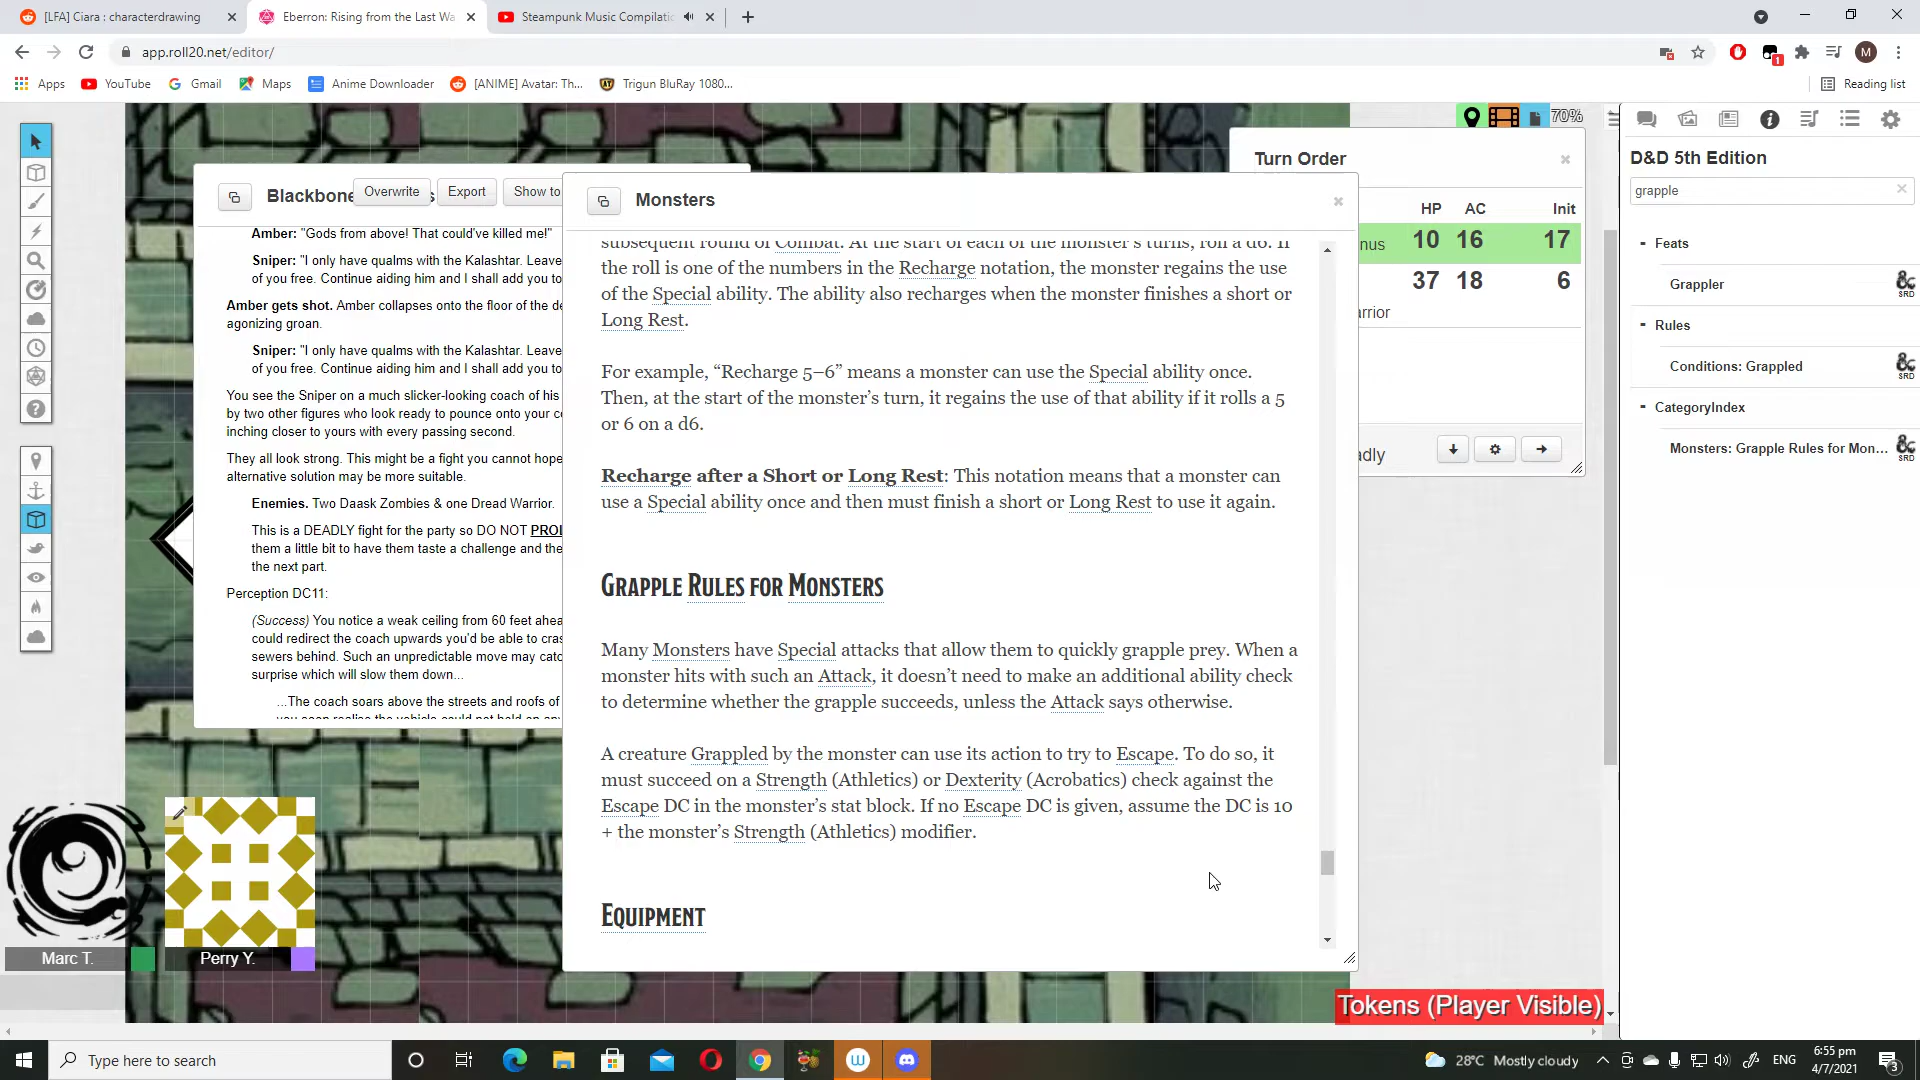 [LFA] Ciara : characterdrawing
Eberron: Rising from the Last Wa
Steampunk Music Compilatio
app.roll20.net/editor/
M
1
Apps
YouTube
Gmail
Maps
Anime Downloader
[ANIME] Avatar: Th...
Trigun BluRay 1080...
Reading list
70%
Turn Order
HP AC Init
nus 10 16 17
37 18 6
rrior
adly
Blackbone
Overwrite
Export
Show to
Amber: "Gods from above! That could've killed me!"
Sniper: "I only have qualms with the Kalashtar. Leave
of you free. Continue aiding him and I shall add you to
Amber gets shot. Amber collapses onto the floor of the de
agonizing groan.
Sniper: "I only have qualms with the Kalashtar. Leave
of you free. Continue aiding him and I shall add you to
You see the Sniper on a much slicker-looking coach of his
by two other figures who look ready to pounce onto your c
inching closer to yours with every passing second.
They all look strong. This might be a fight you cannot hope
alternative solution may be more suitable.
Enemies. Two Daask Zombies & one Dread Warrior.
This is a DEADLY fight for the party so DO NOT PROL
them a little bit to have them taste a challenge and the
the next part.
Perception DC11:
(Success) You notice a weak ceiling from 60 feet ahea
could redirect the coach upwards you'd be able to cras
sewers behind. Such an unpredictable move may catc
surprise which will slow them down...
...The coach soars above the streets and roofs of
Monsters
subsequent round of Combat. At the start of each of the monster's turns, roll a d6. If
the roll is one of the numbers in the Recharge notation, the monster regains the use
of the Special ability. The ability also recharges when the monster finishes a short or
Long Rest.
For example, “Recharge 5–6” means a monster can use the Special ability once.
Then, at the start of the monster's turn, it regains the use of that ability if it rolls a 5
or 6 on a d6.
Recharge after a Short or Long Rest: This notation means that a monster can
use a Special ability once and then must finish a short or Long Rest to use it again.
GRAPPLE RULES FOR MONSTERS
Many Monsters have Special attacks that allow them to quickly grapple prey. When a
monster hits with such an Attack, it doesn't need to make an additional ability check
to determine whether the grapple succeeds, unless the Attack says otherwise.
A creature Grappled by the monster can use its action to try to Escape. To do so, it
must succeed on a Strength (Athletics) or Dexterity (Acrobatics) check against the
Escape DC in the monster's stat block. If no Escape DC is given, assume the DC is 10
+ the monster's Strength (Athletics) modifier.
EQUIPMENT
D&D 5th Edition
grapple
- Feats
Grappler
SRD
- Rules
Conditions: Grappled
SRD
- CategoryIndex
Monsters: Grapple Rules for Mon...
SRD
Marc T.
Perry Y.
Tokens (Player Visible)
Type here to search
28°C Mostly cloudy
ENG
6:55 pm
4/7/2021
3